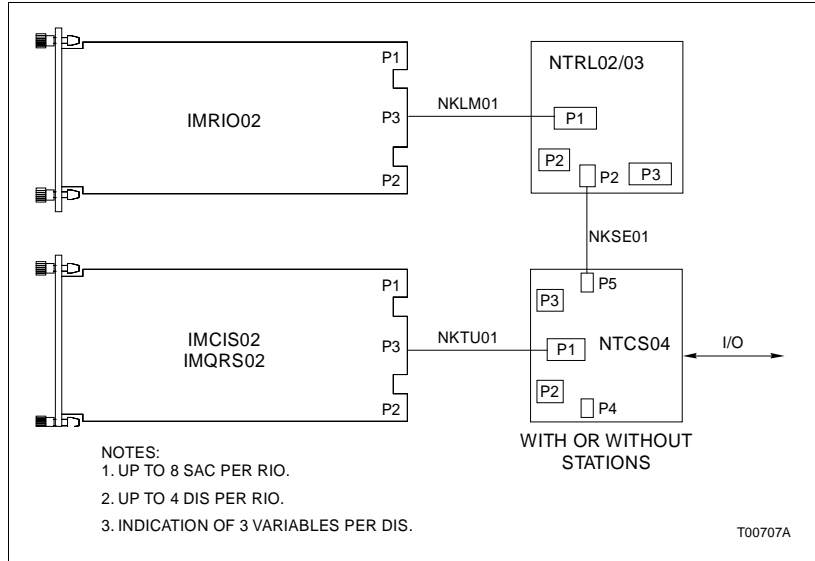 P1
NTRL02/03
IMRIO02
P3
NKLM01
P1
P2
P2
P2
P3
NKSE01
P1
P5
P3
IMCIS02
IMQRS02
P3
NKTU01
P1
NTCS04
I/O
P2
P2
P4
WITH OR WITHOUT
STATIONS
NOTES:
1. UP TO 8 SAC PER RIO.
2. UP TO 4 DIS PER RIO.
3. INDICATION OF 3 VARIABLES PER DIS.
T00707A